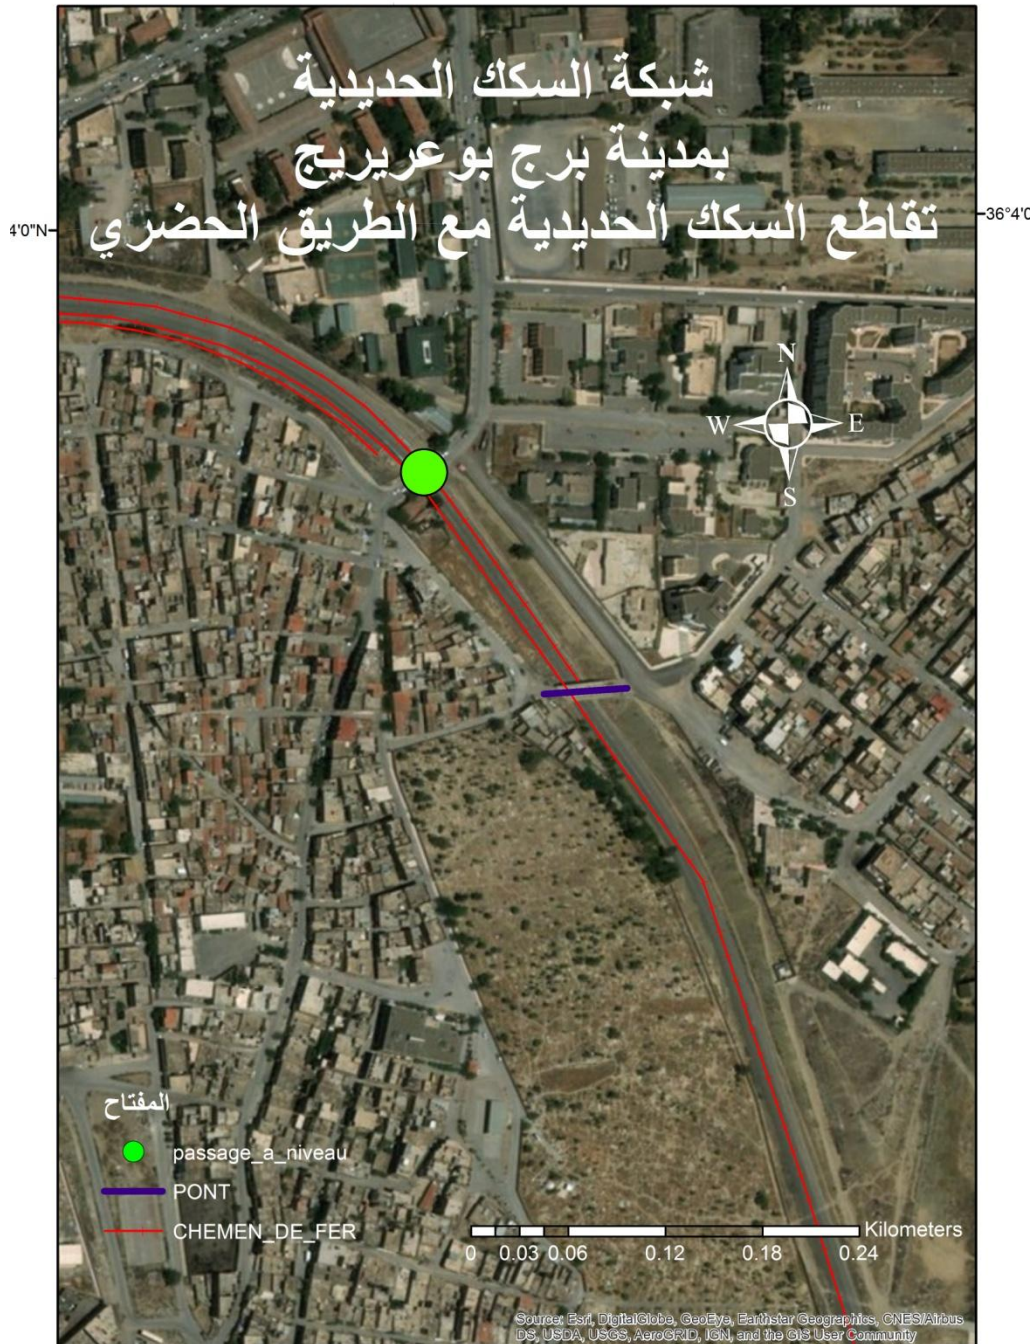 شبكة السكك الحديدية
بمدينة برج بوعريريج
تقاطع السكك الحديدية مع الطريق الحضري
4'0"N
36°4'0
N
W
E
S
المفتاح
passage_a_niveau
PONT
CHEMEN_DE_FER
Kilometers
0 0.03 0.06 0.12 0.18 0.24
Source: Esri, DigitalGlobe, GeoEye, Earthstar Geographics, CNES/Airbus
DS, USDA, USGS, AeroGRID, IGN, and the GIS User Community